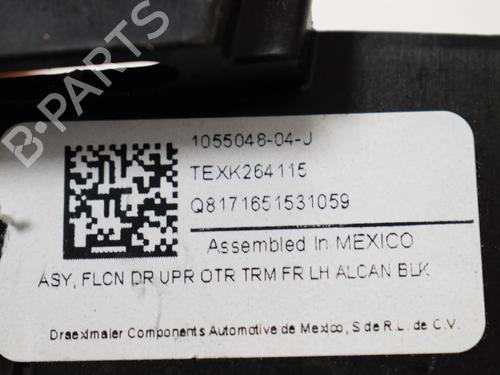 B-PARTS
1055048-04-J
TEXK264115
Q8171651531059
Assembled In MEXICO
ASY, FLCN DR UPR OTR TRM FR LH ALCAN BLK
Draexlmaier Components Automotive de Mexico, S de R.L. de C.V.